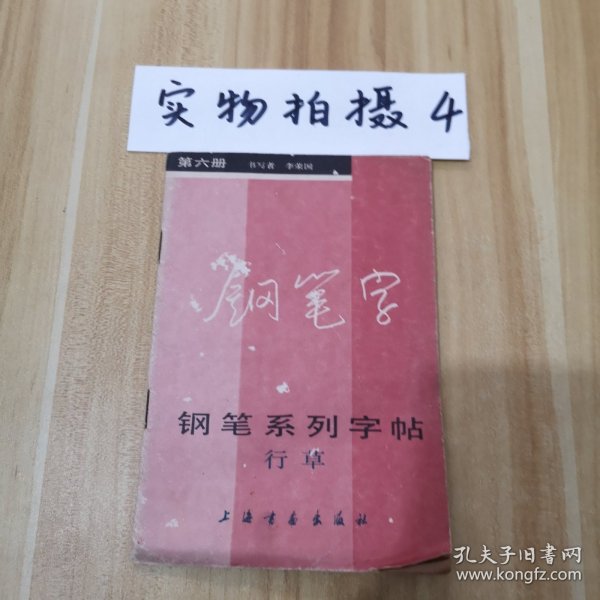 实物拍摄4
第六册 书写者 李荣国
钢笔字
钢笔系列字帖
行草
上海书画出版社
孔夫子旧书网
www.kongfz.com